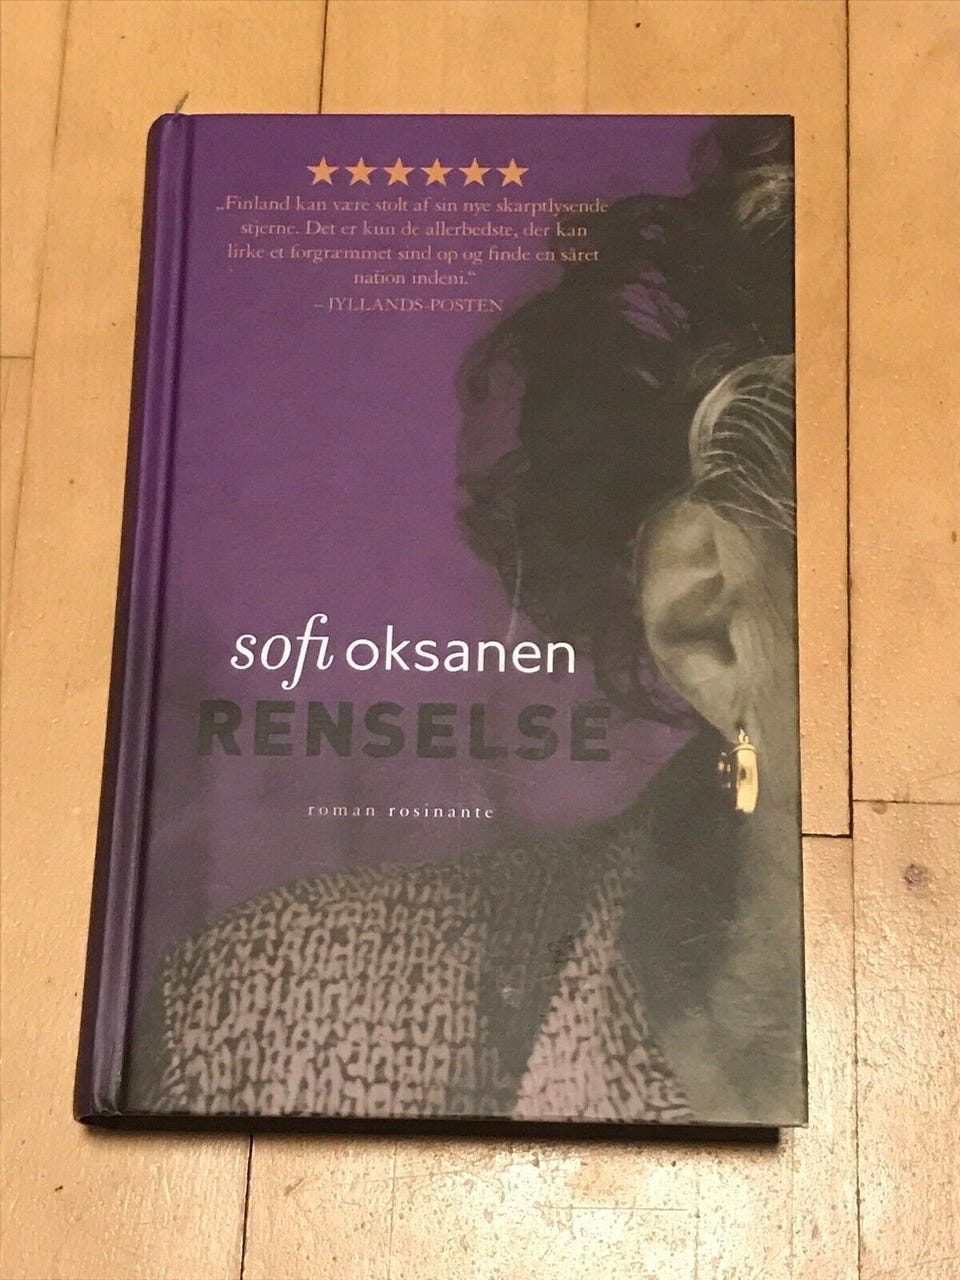 ★★★★★★
„Finland kan være stolt af sin nye skarptlysende
stjerne. Det er kun de allerbedste, der kan
lirke et forgræmmet sind op og finde en såret
nation indeni.“
– JYLLANDS-POSTEN
sofi oksanen
RENSELSE
roman rosinante